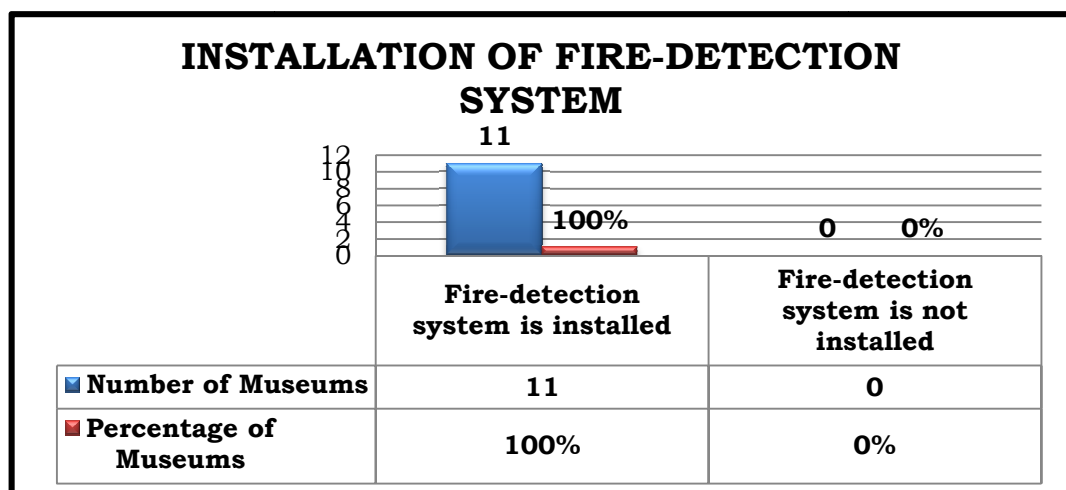 INSTALLATION OF FIRE-DETECTION
SYSTEM
11
12
10
8
6
4
2
0
100%
0 0%
Fire-detection
system is installed
Fire-detection
system is not
installed
Number of Museums 11 0
Percentage of
Museums 100% 0%